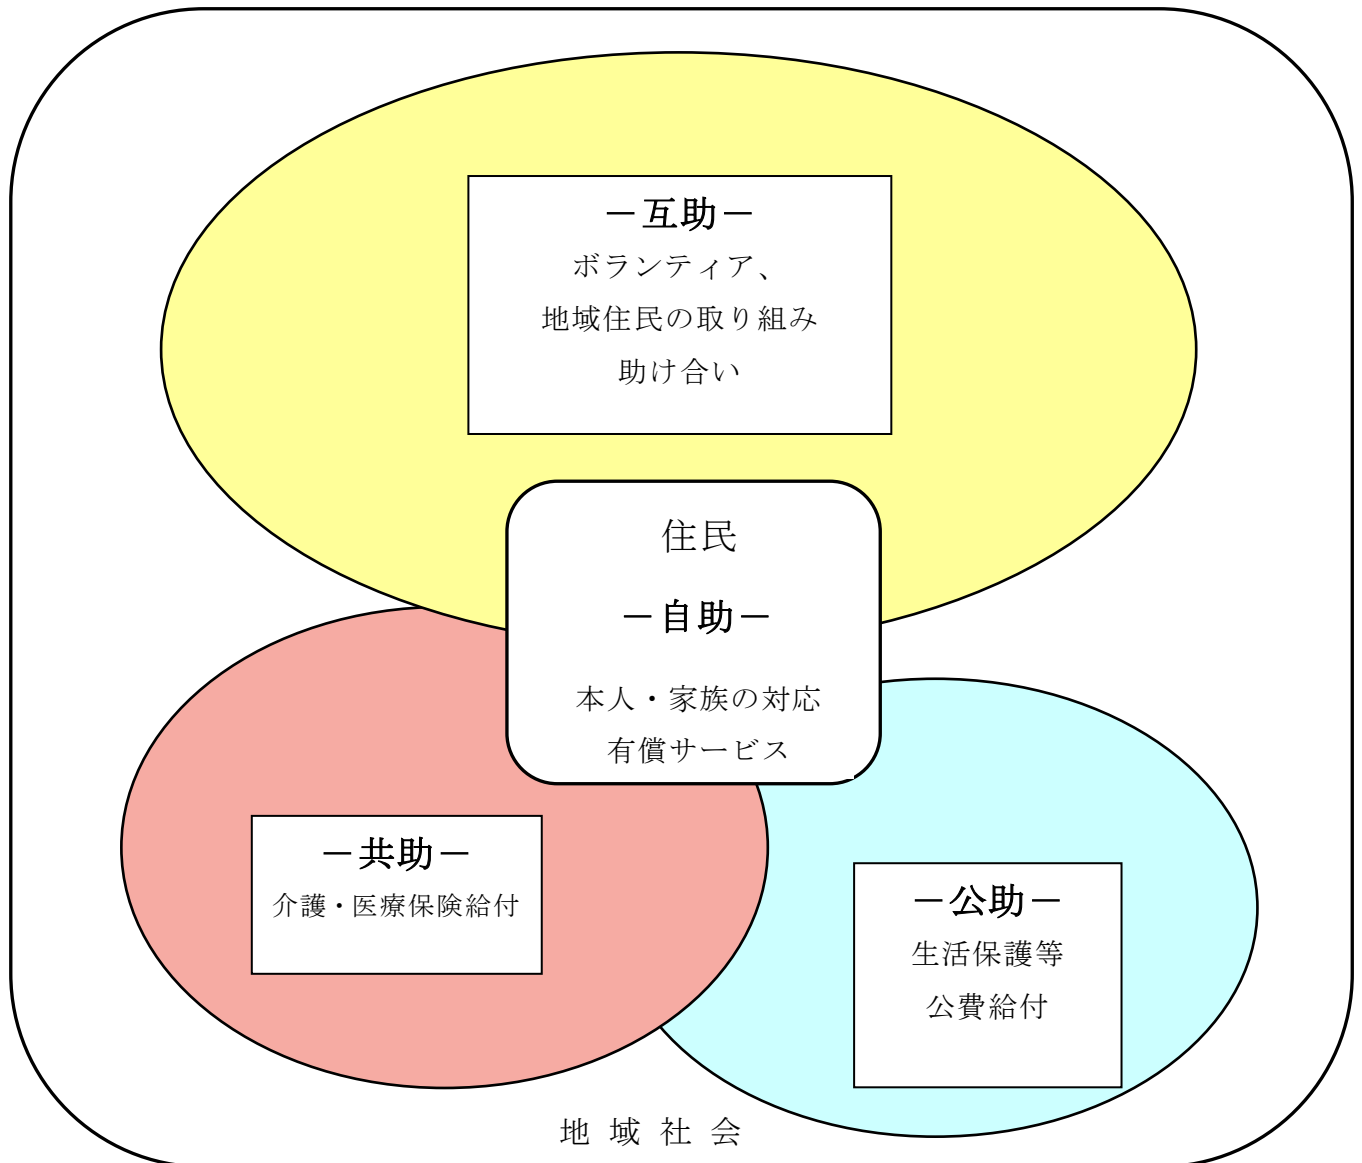 －互助－
ボランティア、
地域住民の取り組み
助け合い
住民
－自助－
本人・家族の対応
有償サービス
－共助－
介護・医療保険給付
－公助－
生活保護等
公費給付
地 域 社 会